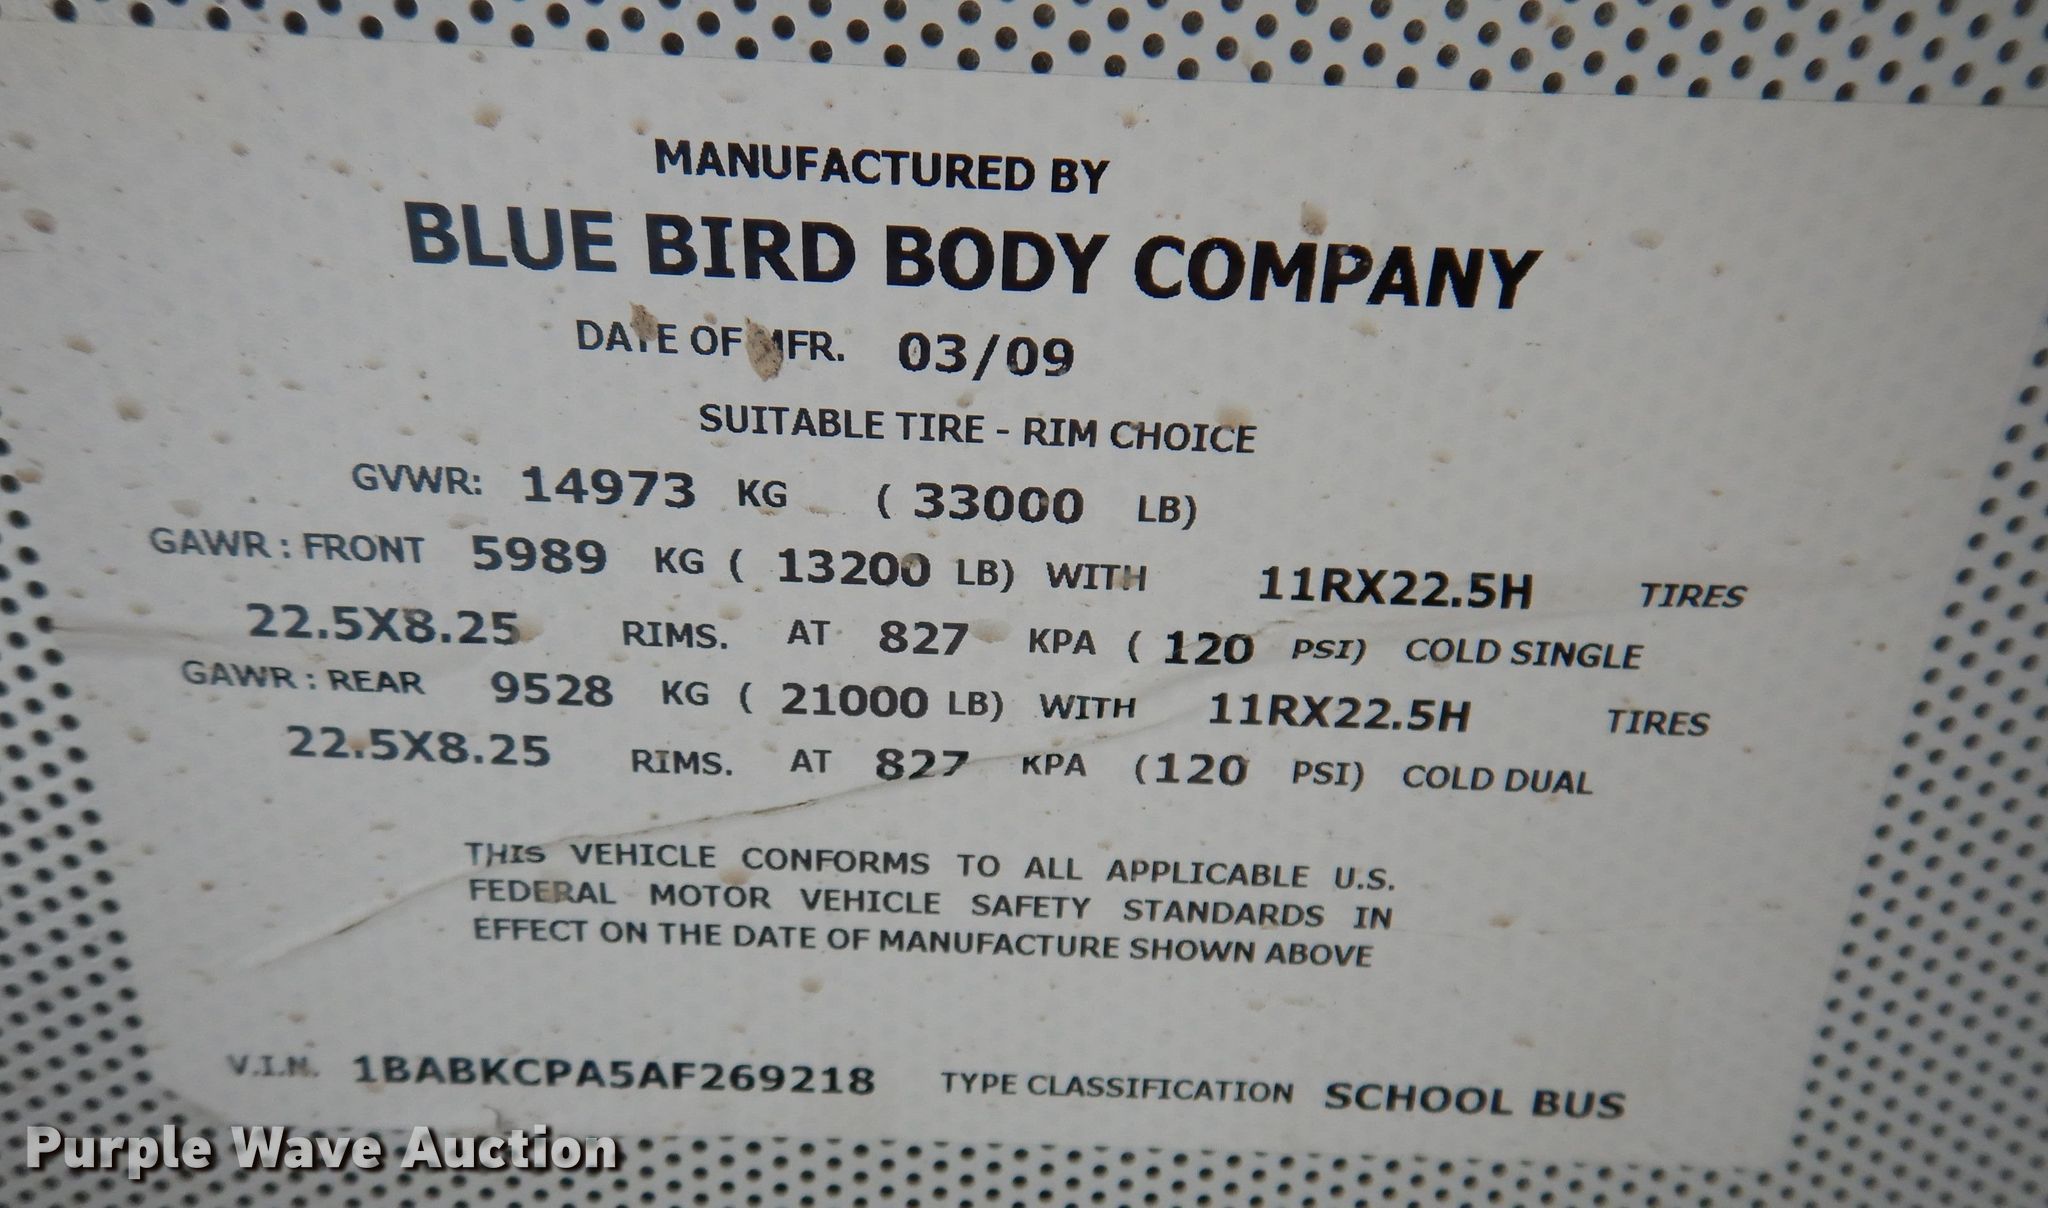 MANUFACTURED BY
BLUE BIRD BODY COMPANY
DATE OF MFR. 03/09
SUITABLE TIRE - RIM CHOICE
GVWR: 14973 KG ( 33000 LB)
GAWR : FRONT 5989 KG ( 13200 LB) WITH 11RX22.5H TIRES
22.5X8.25 RIMS. AT 827 KPA ( 120 PSI) COLD SINGLE
GAWR : REAR 9528 KG ( 21000 LB) WITH 11RX22.5H TIRES
22.5X8.25 RIMS. AT 827 KPA (120 PSI) COLD DUAL
THIS VEHICLE CONFORMS TO ALL APPLICABLE U.S.
FEDERAL MOTOR VEHICLE SAFETY STANDARDS IN
EFFECT ON THE DATE OF MANUFACTURE SHOWN ABOVE
V.I.N. 1BABKCPA5AF269218 TYPE CLASSIFICATION SCHOOL BUS
Purple Wave Auction